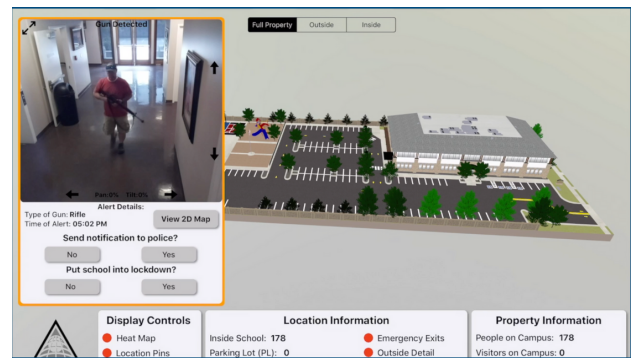 Gun Detected
Full Property Outside Inside
Pan:0% Tilt:0%
Alert Details:
Type of Gun: Rifle
Time of Alert: 05:02 PM
View 2D Map
Send notification to police?
No Yes
Put school into lockdown?
No Yes
Display Controls
Heat Map
Location Pins
Location Information
Inside School: 178
Emergency Exits
Parking Lot (PL): 0
Outside Detail
Property Information
People on Campus: 178
Visitors on Campus: 0